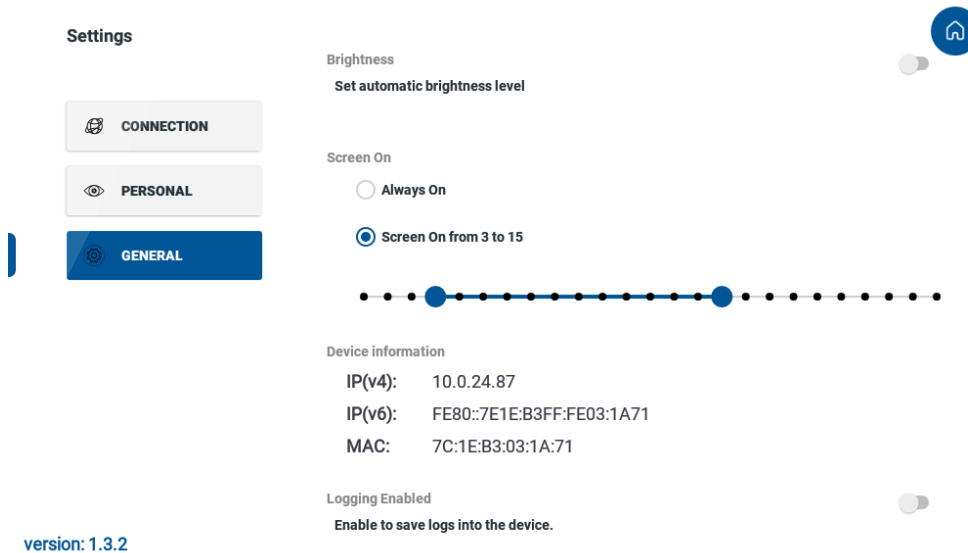 Settings
CONNECTION
PERSONAL
GENERAL
version: 1.3.2
Brightness
Set automatic brightness level
Screen On
Always On
Screen On from 3 to 15
Device information
IP(v4): 10.0.24.87
IP(v6): FE80::7E1E:B3FF:FE03:1A71
MAC: 7C:1E:B3:03:1A:71
Logging Enabled
Enable to save logs into the device.